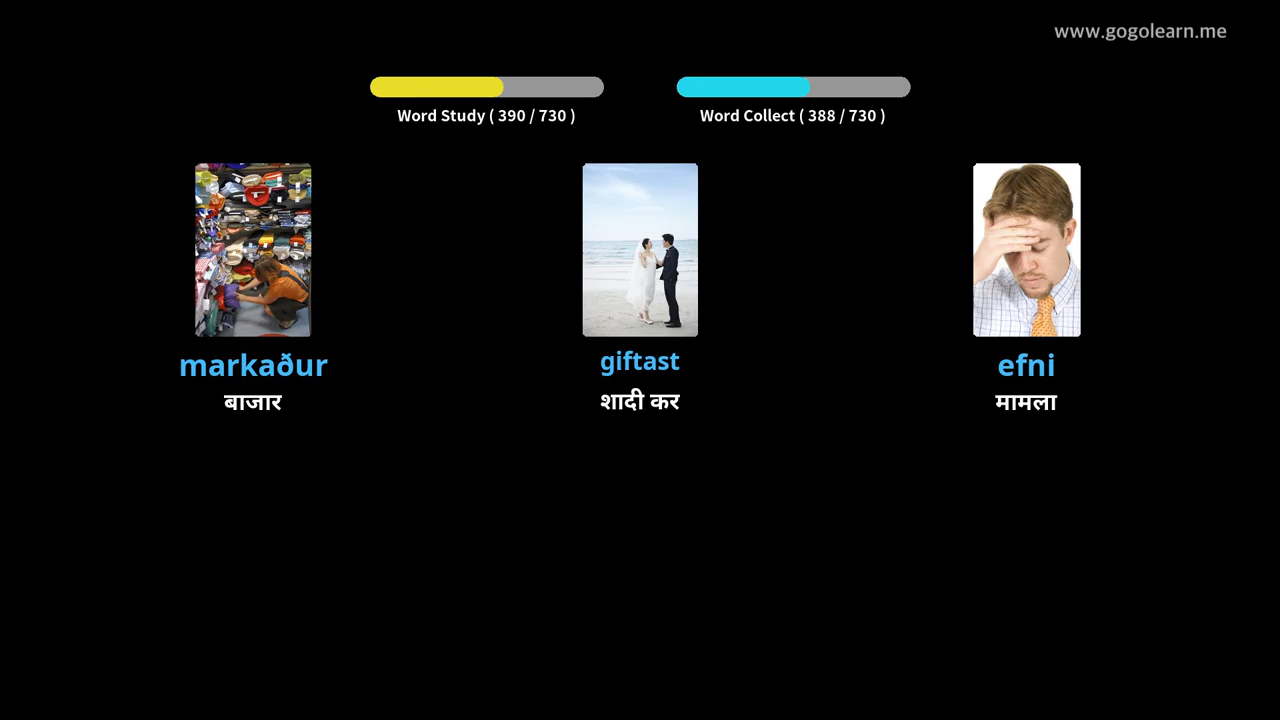 www.gogolearn.me
Word Study ( 390 / 730 )
Word Collect ( 388 / 730 )
markaður
giftast
efni
बाजार
शादी कर
मामला